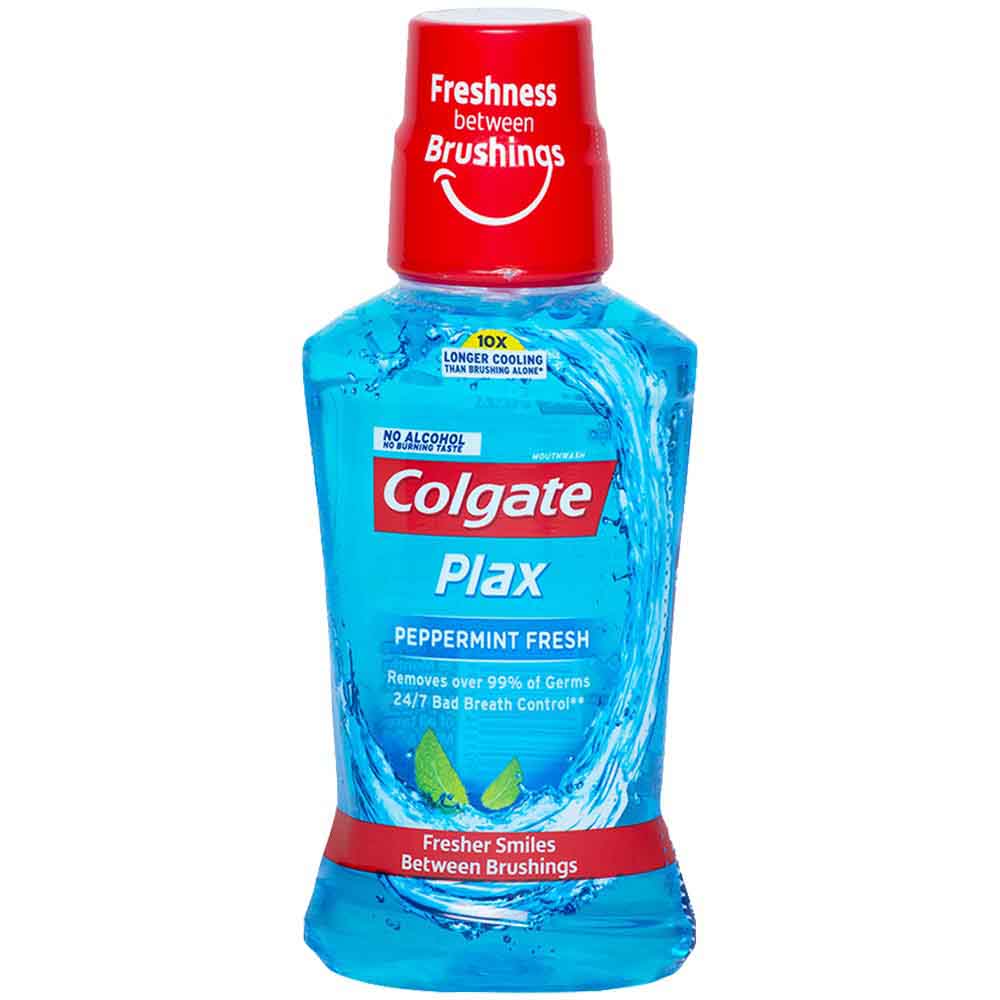 Freshness
between
Brushings
10X
LONGER COOLING
THAN BRUSHING ALONE*
NO ALCOHOL
NO BURNING TASTE
MOUTHWASH
Colgate
Plax
PEPPERMINT FRESH
Removes over 99% of Germs
24/7 Bad Breath Control**
Fresher Smiles
Between Brushings